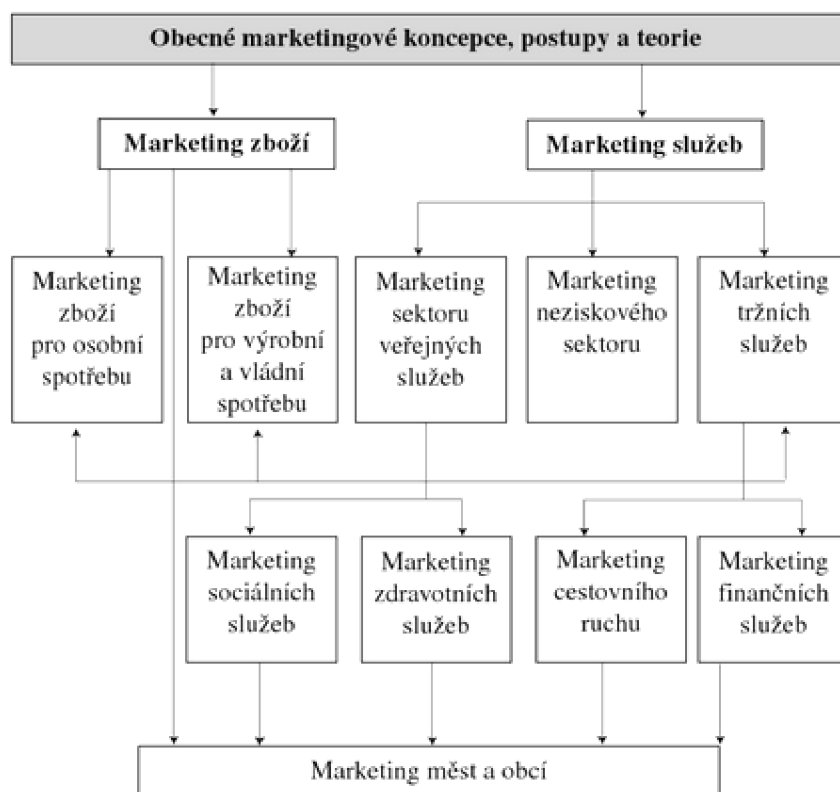 Obecné marketingové koncepce, postupy a teorie
Marketing zboží
Marketing služeb
Marketing
zboží
pro osobní
spotřebu
Marketing
zboží
pro výrobní
a vládní
spotřebu
Marketing
sektoru
veřejných
služeb
Marketing
neziskového
sektoru
Marketing
tržních
služeb
Marketing
sociálních
služeb
Marketing
zdravotních
služeb
Marketing
cestovního
ruchu
Marketing
finančních
služeb
Marketing měst a obcí